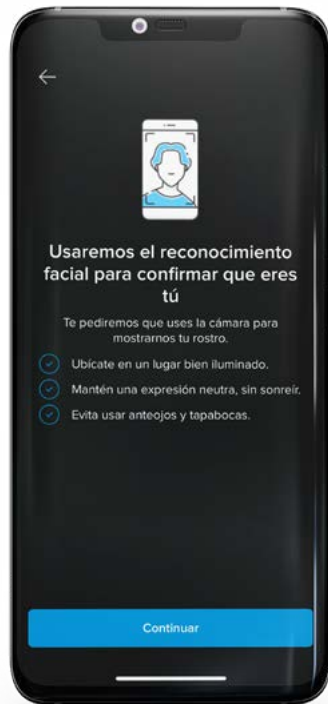 Usaremos el reconocimiento
facial para confirmar que eres
tú
Te pediremos que uses la cámara para
mostrarnos tu rostro.
Ubícate en un lugar bien iluminado.
Mantén una expresión neutra, sin sonreír.
Evita usar anteojos y tapabocas.
Continuar